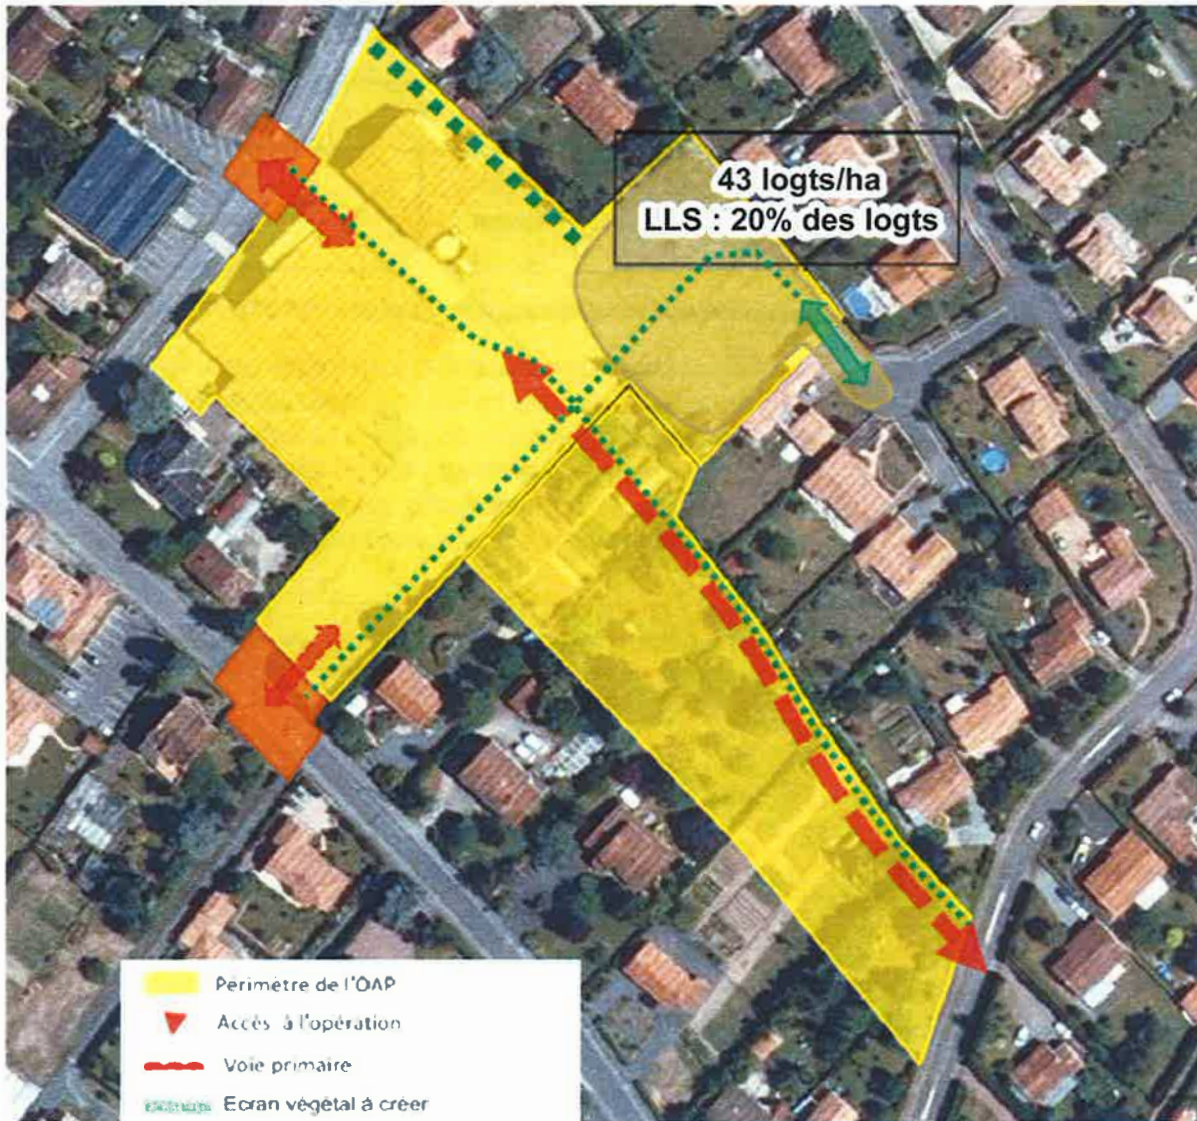 43 logts/ha
LLS : 20% des logts
Périmètre de l'OAP
Accès à l'opération
Voie primaire
Ecran végétal à créer